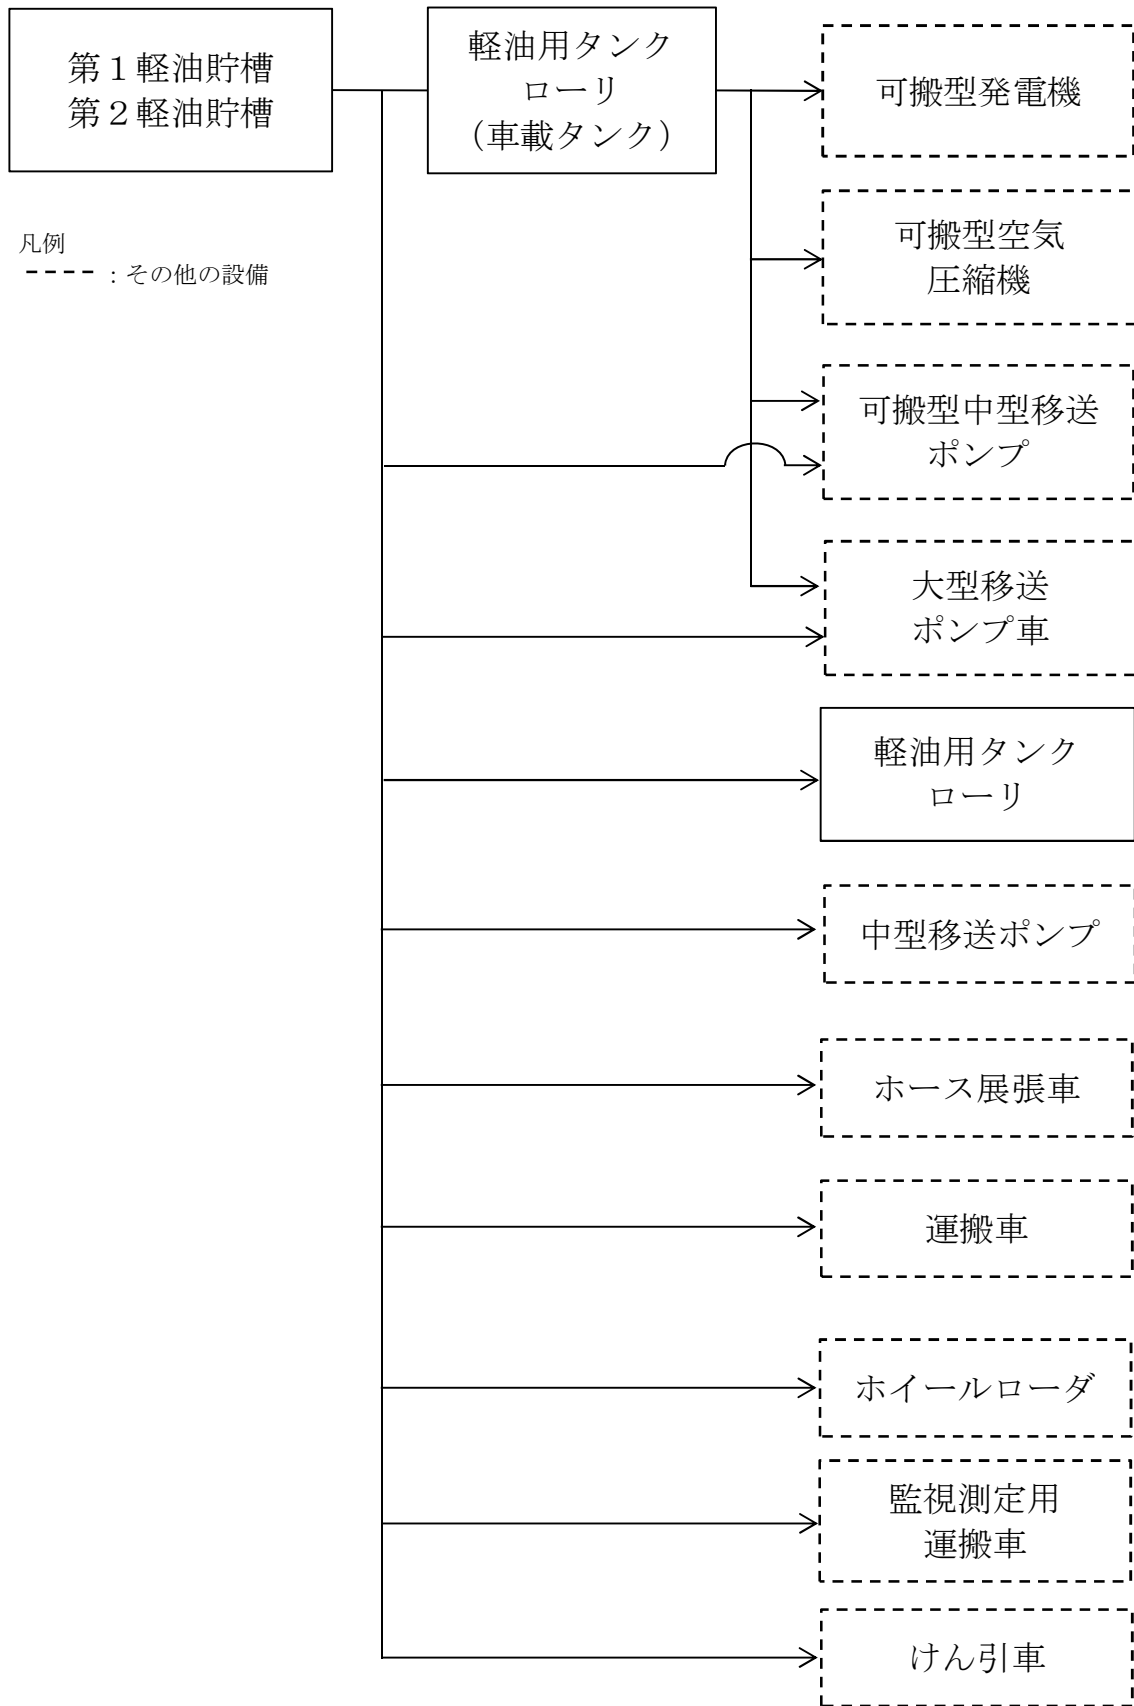 第１軽油貯槽
第２軽油貯槽
軽油用タンク
ローリ
（車載タンク）
可搬型発電機
凡例
：その他の設備
可搬型空気
圧縮機
可搬型中型移送
ポンプ
大型移送
ポンプ車
軽油用タンク
ローリ
中型移送ポンプ
ホース展張車
運搬車
ホイールローダ
監視測定用
運搬車
けん引車